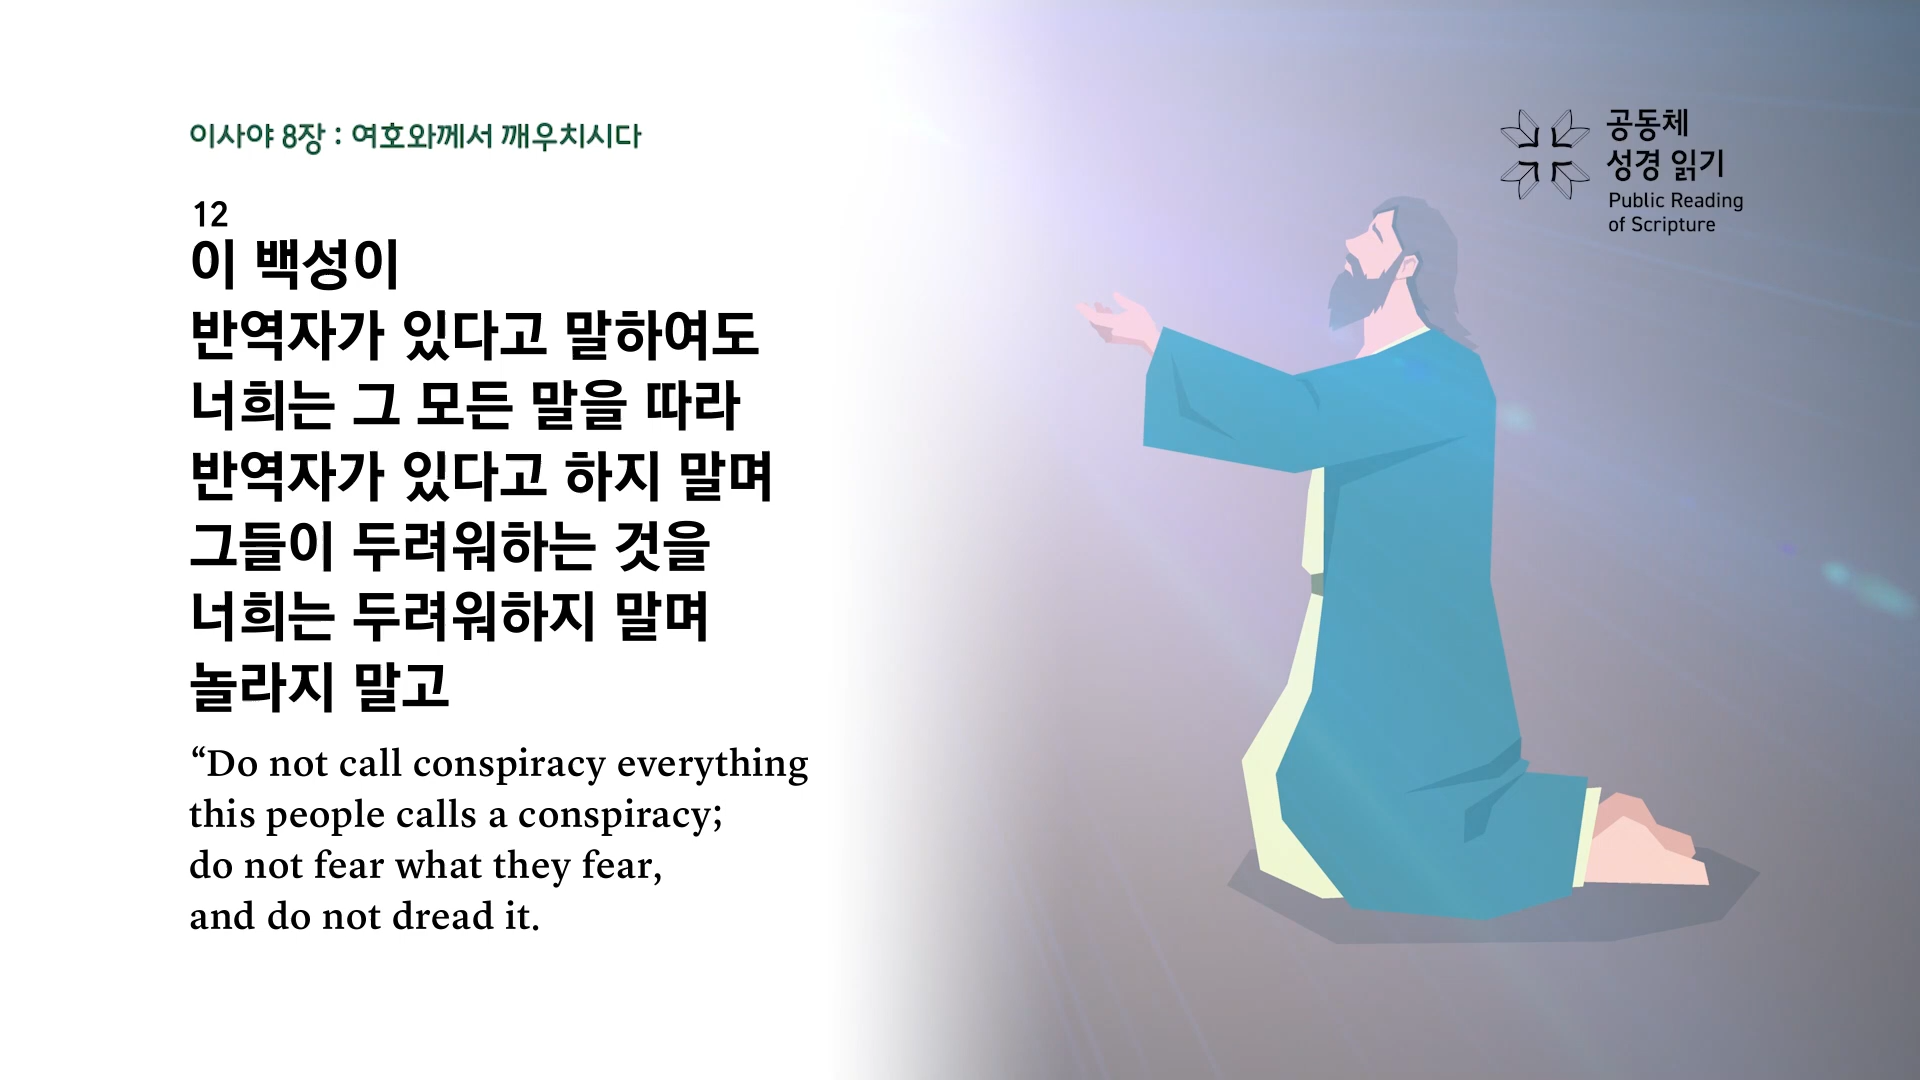 이사야 8장 : 여호와께서 깨우치시다
12
이 백성이
반역자가 있다고 말하여도
너희는 그 모든 말을 따라
반역자가 있다고 하지 말며
그들이 두려워하는 것을
너희는 두려워하지 말며
놀라지 말고
“Do not call conspiracy everything
this people calls a conspiracy;
do not fear what they fear,
and do not dread it.
공동체
성경 읽기
Public Reading
of Scripture